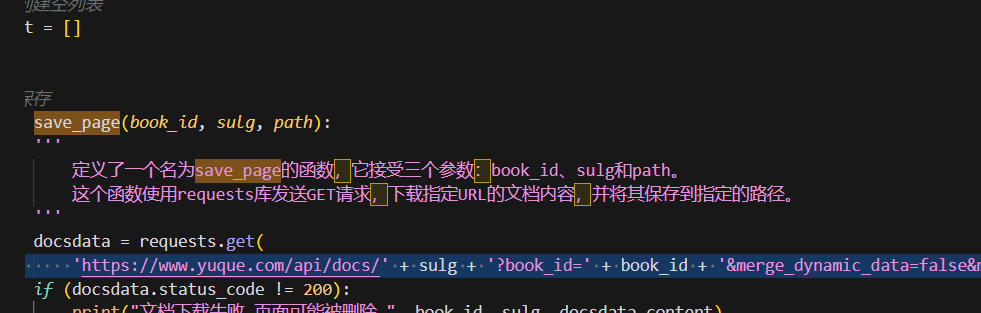 创建空列表
t = []
保存
save_page(book_id, sulg, path):
'''
定义了一个名为save_page的函数，它接受三个参数：book_id、sulg和path。
这个函数使用requests库发送GET请求，下载指定URL的文档内容，并将其保存到指定的路径。
'''
docsdata = requests.get(
'https://www.yuque.com/api/docs/' + sulg + '?book_id=' + book_id + '&merge_dynamic_data=false&m
if (docsdata.status_code != 200):
print("文档下载失败 页面可能被删除 ", book_id, sulg, docsdata.content)